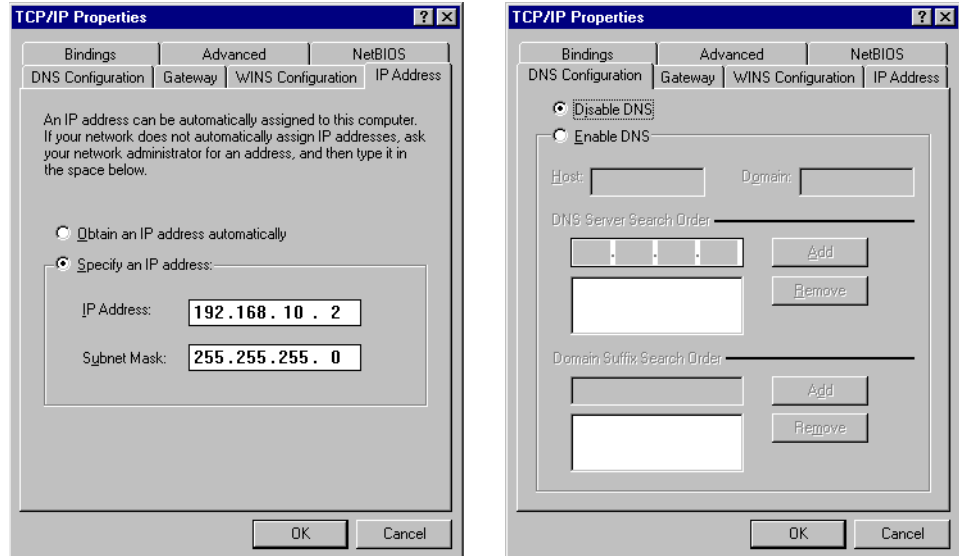 TCP/IP Properties
Bindings Advanced NetBIOS
DNS Configuration Gateway WINS Configuration IP Address
An IP address can be automatically assigned to this computer.
If your network does not automatically assign IP addresses, ask
your network administrator for an address, and then type it in
the space below.
Obtain an IP address automatically
Specify an IP address:
IP Address: 192.168.10.2
Subnet Mask: 255.255.255.0
OK Cancel
TCP/IP Properties
Bindings Advanced NetBIOS
DNS Configuration Gateway WINS Configuration IP Address
Disable DNS
Enable DNS
Host: Domain:
DNS Server Search Order
. . .
Add
Remove
Domain Suffix Search Order
Add
Remove
OK Cancel